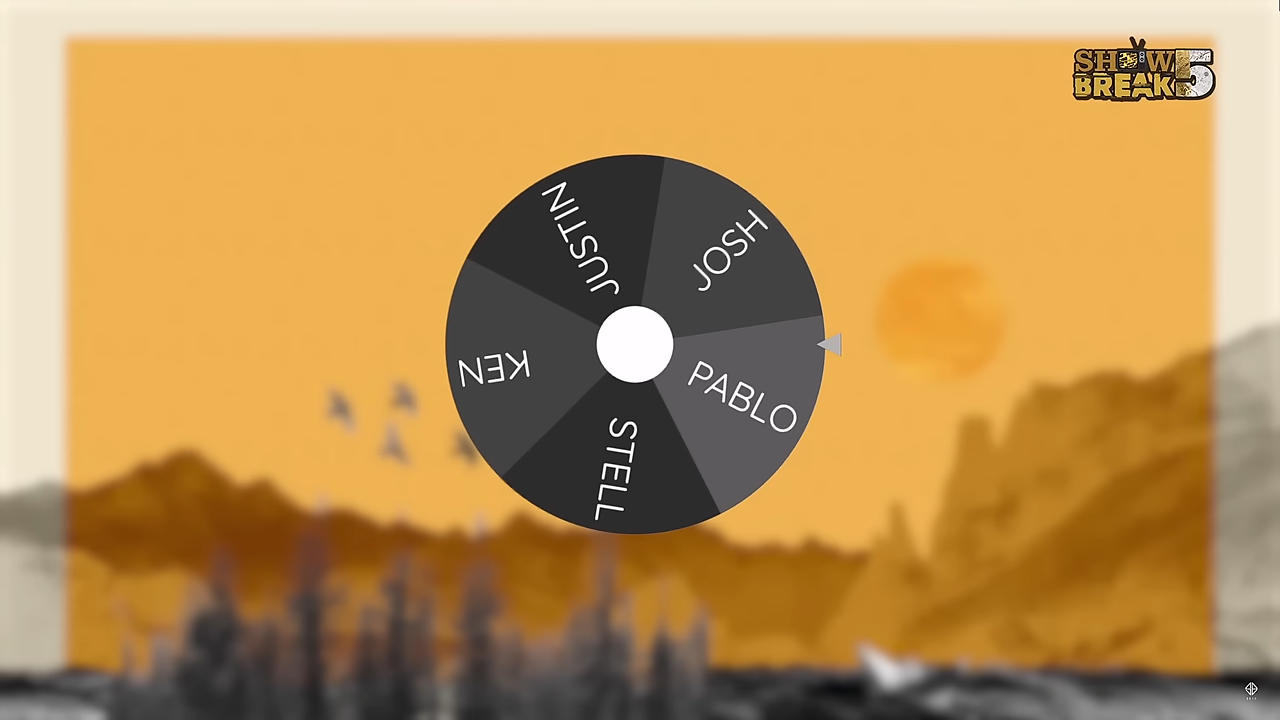 SHOW
BREAK 5
JUSTIN
JOSH
KEN
PABLO
STELL